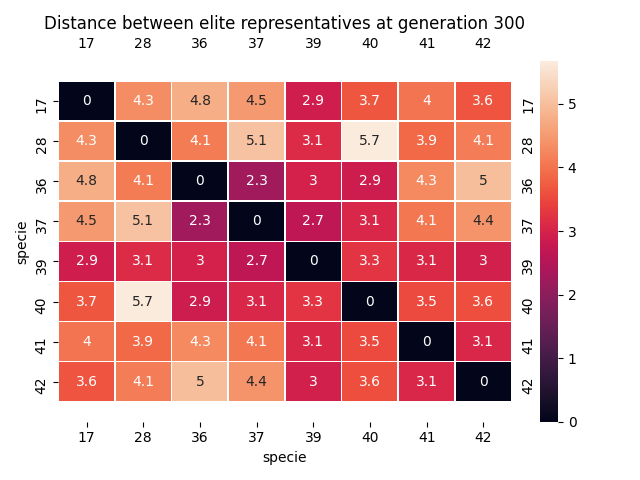 Distance between elite representatives at generation 300
17 28 36 37 39 40 41 42
17 0 4.3 4.8 4.5 2.9 3.7 4 3.6 17
28 4.3 0 4.1 5.1 3.1 5.7 3.9 4.1 28
36 4.8 4.1 0 2.3 3 2.9 4.3 5 36
37 4.5 5.1 2.3 0 2.7 3.1 4.1 4.4 37
39 2.9 3.1 3 2.7 0 3.3 3.1 3 39
40 3.7 5.7 2.9 3.1 3.3 0 3.5 3.6 40
41 4 3.9 4.3 4.1 3.1 3.5 0 3.1 41
42 3.6 4.1 5 4.4 3 3.6 3.1 0 42
17 28 36 37 39 40 41 42
specie
specie
5
4
3
2
1
0